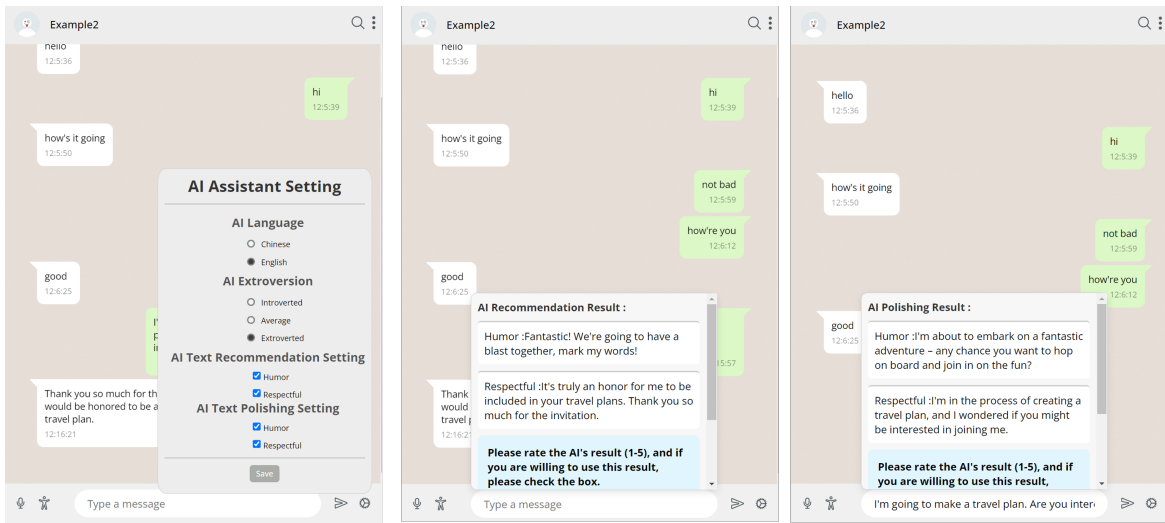 Example2
hello
12:5:36
hi
12:5:39
how's it going
12:5:50
good
12:6:25
Thank you so much for th
would be honored to be a
travel plan.
12:16:21
AI Assistant Setting
AI Language
Chinese
English
AI Extroversion
Introverted
Average
Extroverted
AI Text Recommendation Setting
Humor
Respectful
AI Text Polishing Setting
Humor
Respectful
Save
Type a message
Example2
hello
12:5:36
hi
12:5:39
how's it going
12:5:50
not bad
12:5:59
how're you
12:6:12
good
12:6:25
15:57
Thank
would
travel p
12:16:2
AI Recommendation Result :
Humor :Fantastic! We're going to have a
blast together, mark my words!
Respectful :It's truly an honor for me to be
included in your travel plans. Thank you so
much for the invitation.
Please rate the AI's result (1-5), and if
you are willing to use this result,
please check the box.
Type a message
Example2
hello
12:5:36
hi
12:5:39
how's it going
12:5:50
not bad
12:5:59
how're you
12:6:12
good
12:6:25
AI Polishing Result :
Humor :I'm about to embark on a fantastic
adventure – any chance you want to hop
on board and join in on the fun?
Respectful :I'm in the process of creating a
travel plan, and I wondered if you might
be interested in joining me.
Please rate the AI's result (1-5), and if
you are willing to use this result,
I'm going to make a travel plan. Are you inter